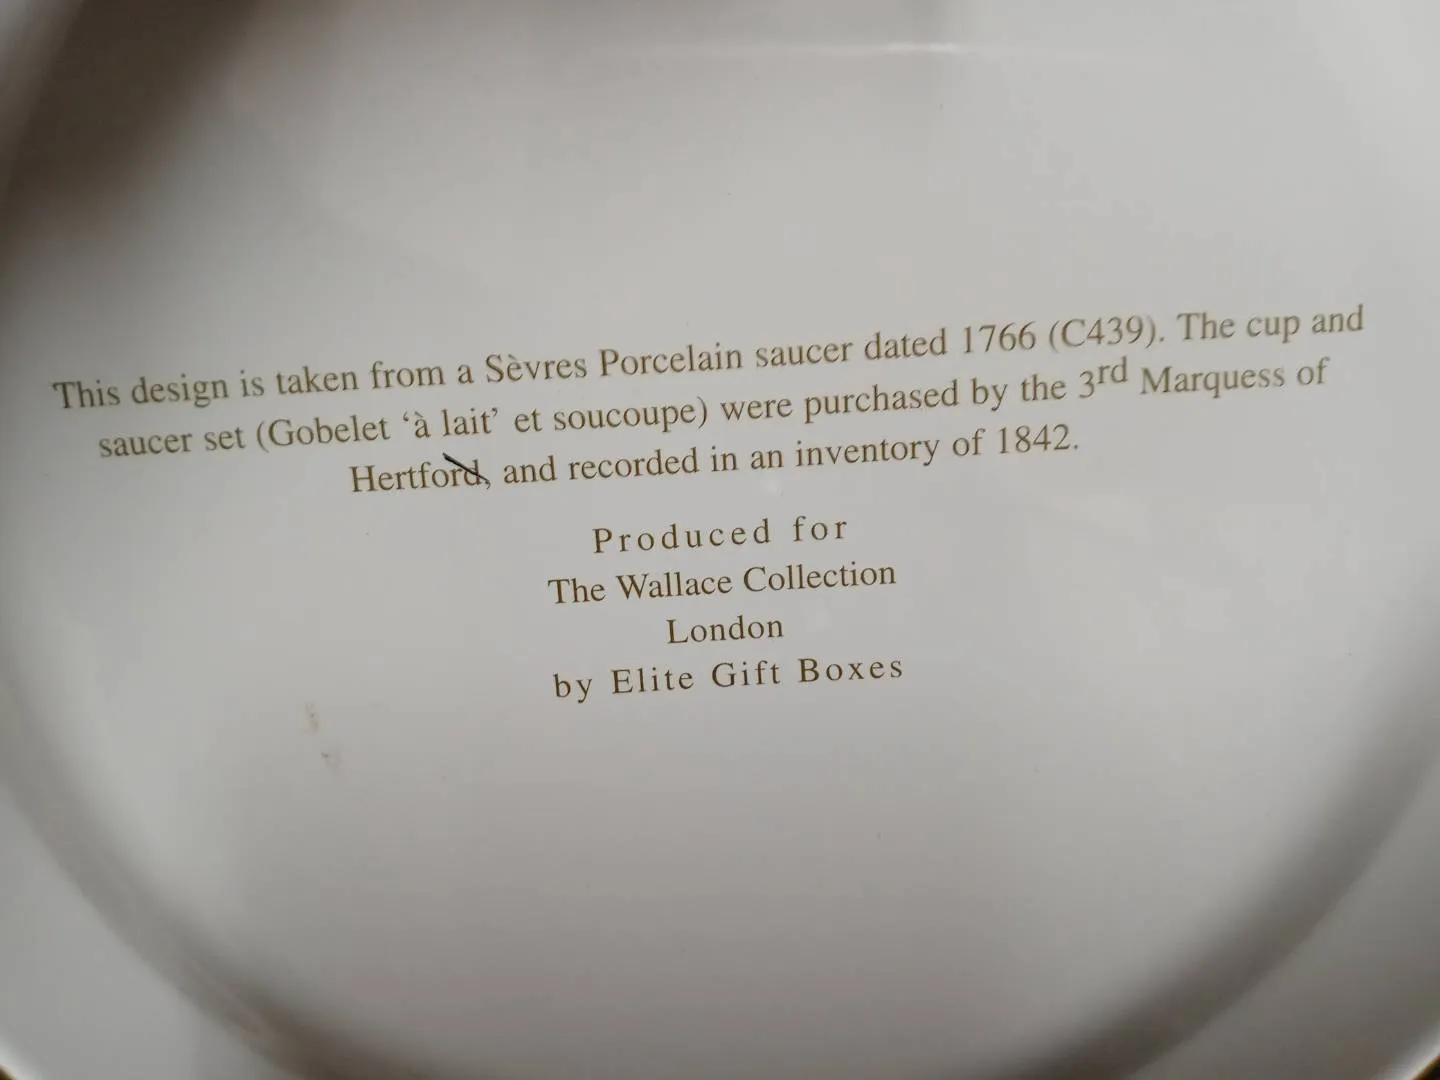 This design is taken from a Sèvres Porcelain saucer dated 1766 (C439). The cup and
saucer set (Gobelet ‘à lait’ et soucoupe) were purchased by the 3rd Marquess of
Hertford, and recorded in an inventory of 1842.
Produced for
The Wallace Collection
London
by Elite Gift Boxes